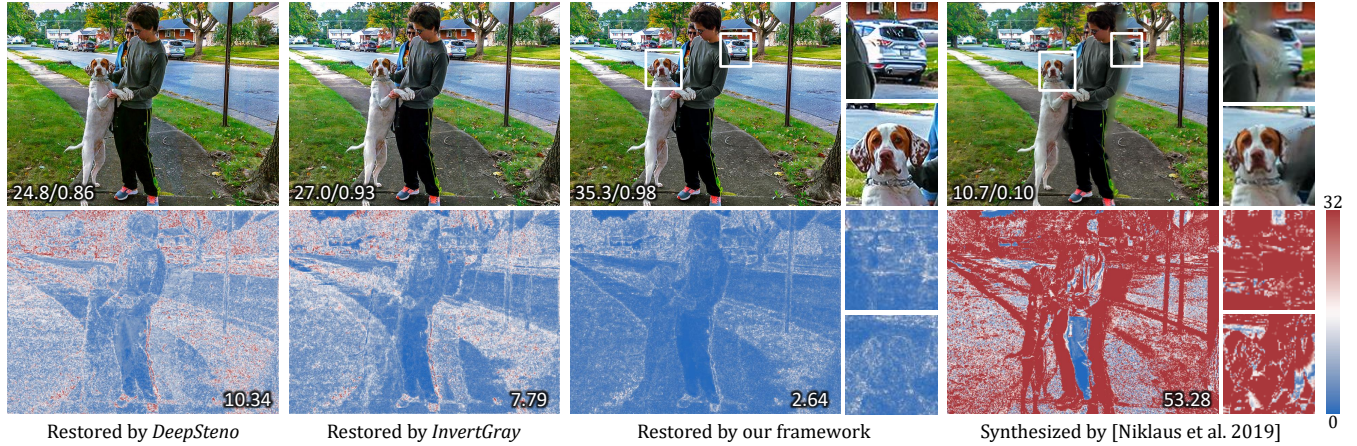 24.8/0.86
27.0/0.93
35.3/0.98
10.7/0.10
32
10.34
7.79
2.64
53.28
0
Restored by DeepSteno
Restored by InvertGray
Restored by our framework
Synthesized by [Niklaus et al. 2019]